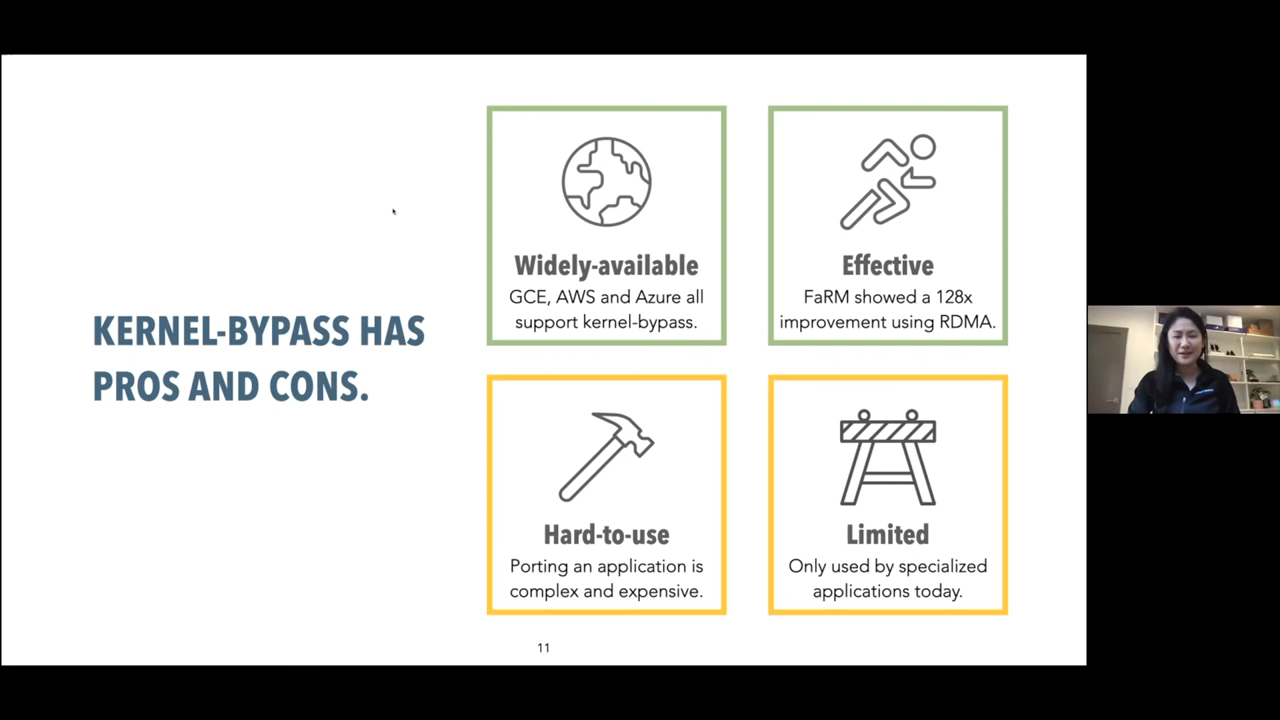 KERNEL-BYPASS HAS
PROS AND CONS.
Widely-available
GCE, AWS and Azure all
support kernel-bypass.
Effective
FaRM showed a 128x
improvement using RDMA.
Hard-to-use
Porting an application is
complex and expensive.
Limited
Only used by specialized
applications today.
11